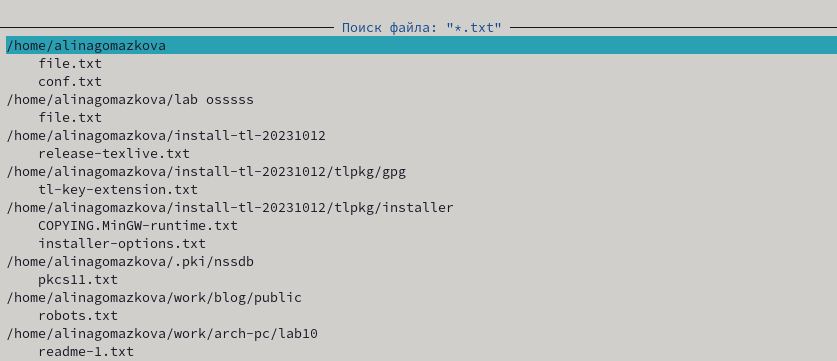 Поиск файла: "*.txt"
/home/alinagomazkova
file.txt
conf.txt
/home/alinagomazkova/lab osssss
file.txt
/home/alinagomazkova/install-tl-20231012
release-texlive.txt
/home/alinagomazkova/install-tl-20231012/tlpkg/gpg
tl-key-extension.txt
/home/alinagomazkova/install-tl-20231012/tlpkg/installer
COPYING.MinGW-runtime.txt
installer-options.txt
/home/alinagomazkova/.pki/nssdb
pkcs11.txt
/home/alinagomazkova/work/blog/public
robots.txt
/home/alinagomazkova/work/arch-pc/lab10
readme-1.txt